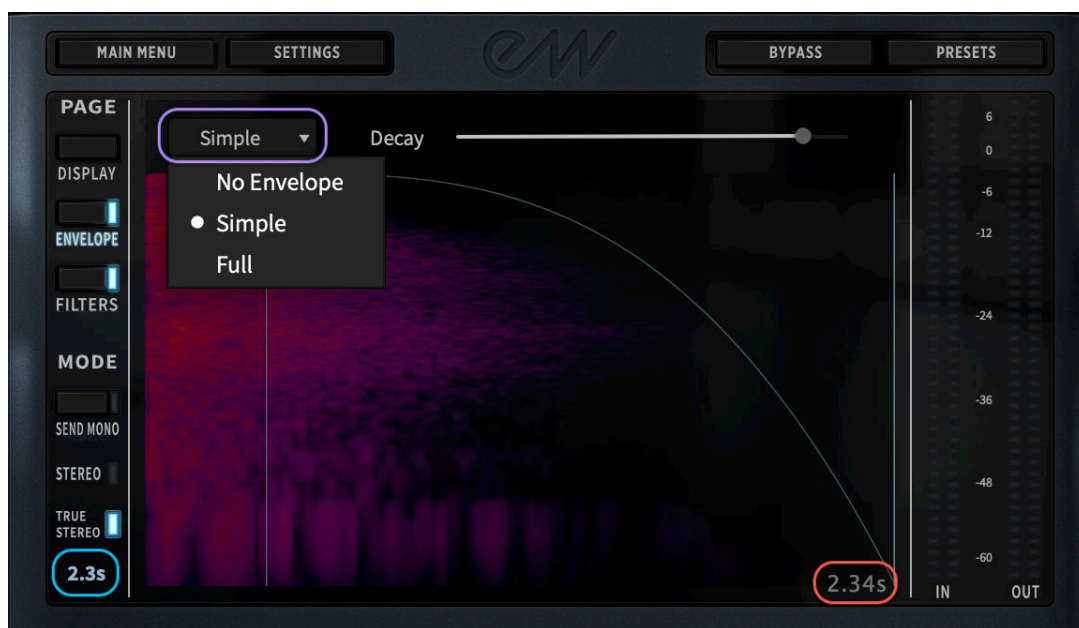 MAIN MENU
SETTINGS
EW
BYPASS
PRESETS
PAGE
DISPLAY
ENVELOPE
FILTERS
MODE
SEND MONO
STEREO
TRUE
STEREO
2.3s
Simple
Decay
No Envelope
Simple
Full
2.34s
6
0
-6
-12
-24
-36
-48
-60
IN OUT